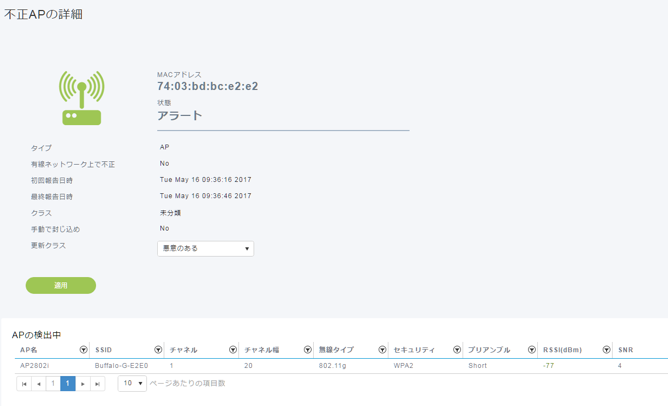 不正APの詳細
MACアドレス
74:03:bd:bc:e2:e2
状態
アラート
タイプ AP
有線ネットワーク上で不正 No
初回報告日時 Tue May 16 09:36:16 2017
最終報告日時 Tue May 16 09:36:46 2017
クラス 未分類
手動で封じ込め No
更新クラス 悪意のある
適用
APの検出中
AP名 SSID チャネル チャネル幅 無線タイプ セキュリティ プリアンブル RSSI(dBm) SNR
AP2802i Buffalo-G-E2E0 1 20 802.11g WPA2 Short -77 4
1 1 10 ページあたりの項目数